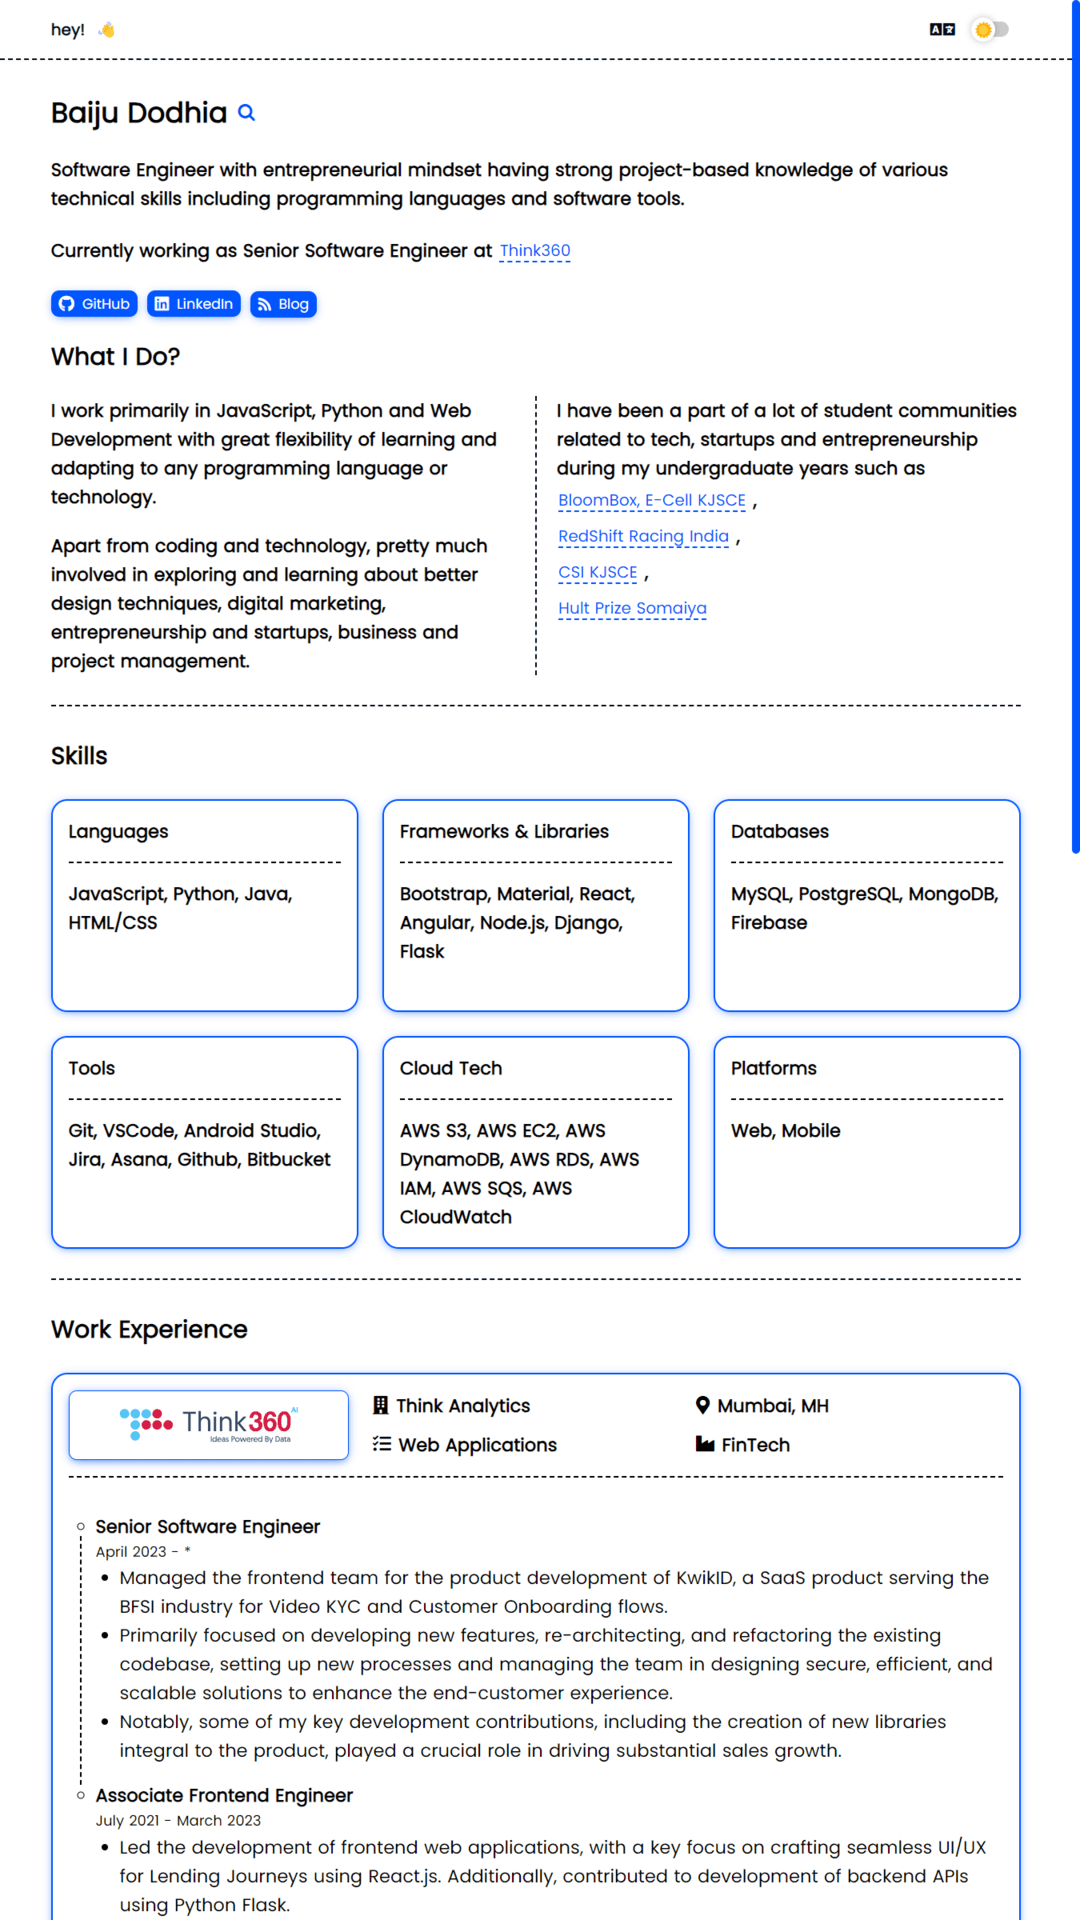 hey! 👋
Baiju Dodhia
Software Engineer with entrepreneurial mindset having strong project-based knowledge of various
technical skills including programming languages and software tools.
Currently working as Senior Software Engineer at Think360
GitHub LinkedIn Blog
What I Do?
I work primarily in JavaScript, Python and Web
Development with great flexibility of learning and
adapting to any programming language or
technology.
Apart from coding and technology, pretty much
involved in exploring and learning about better
design techniques, digital marketing,
entrepreneurship and startups, business and
project management.
I have been a part of a lot of student communities
related to tech, startups and entrepreneurship
during my undergraduate years such as
BloomBox, E-Cell KJSCE ,
RedShift Racing India ,
CSI KJSCE ,
Hult Prize Somaiya
Skills
Languages
JavaScript, Python, Java,
HTML/CSS
Frameworks & Libraries
Bootstrap, Material, React,
Angular, Node.js, Django,
Flask
Databases
MySQL, PostgreSQL, MongoDB,
Firebase
Tools
Git, VSCode, Android Studio,
Jira, Asana, Github, Bitbucket
Cloud Tech
AWS S3, AWS EC2, AWS
DynamoDB, AWS RDS, AWS
IAM, AWS SQS, AWS
CloudWatch
Platforms
Web, Mobile
Work Experience
Think360 AI
Ideas Powered By Data
Think Analytics
Mumbai, MH
Web Applications
FinTech
Senior Software Engineer
April 2023 - *
• Managed the frontend team for the product development of KwikID, a SaaS product serving the
BFSI industry for Video KYC and Customer Onboarding flows.
• Primarily focused on developing new features, re-architecting, and refactoring the existing
codebase, setting up new processes and managing the team in designing secure, efficient, and
scalable solutions to enhance the end-customer experience.
• Notably, some of my key development contributions, including the creation of new libraries
integral to the product, played a crucial role in driving substantial sales growth.
Associate Frontend Engineer
July 2021 - March 2023
• Led the development of frontend web applications, with a key focus on crafting seamless UI/UX
for Lending Journeys using React.js. Additionally, contributed to development of backend APIs
using Python Flask.